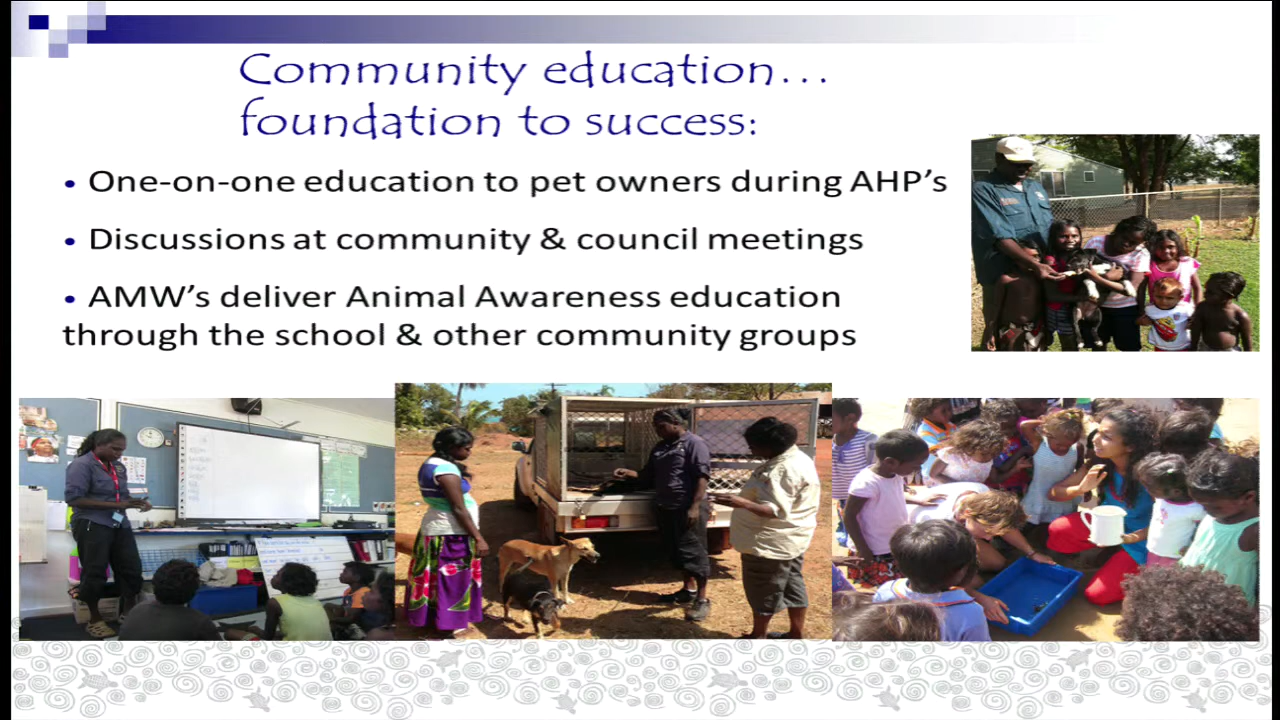 Community education…
foundation to success:
• One-on-one education to pet owners during AHP’s
• Discussions at community & council meetings
• AMW’s deliver Animal Awareness education
through the school & other community groups